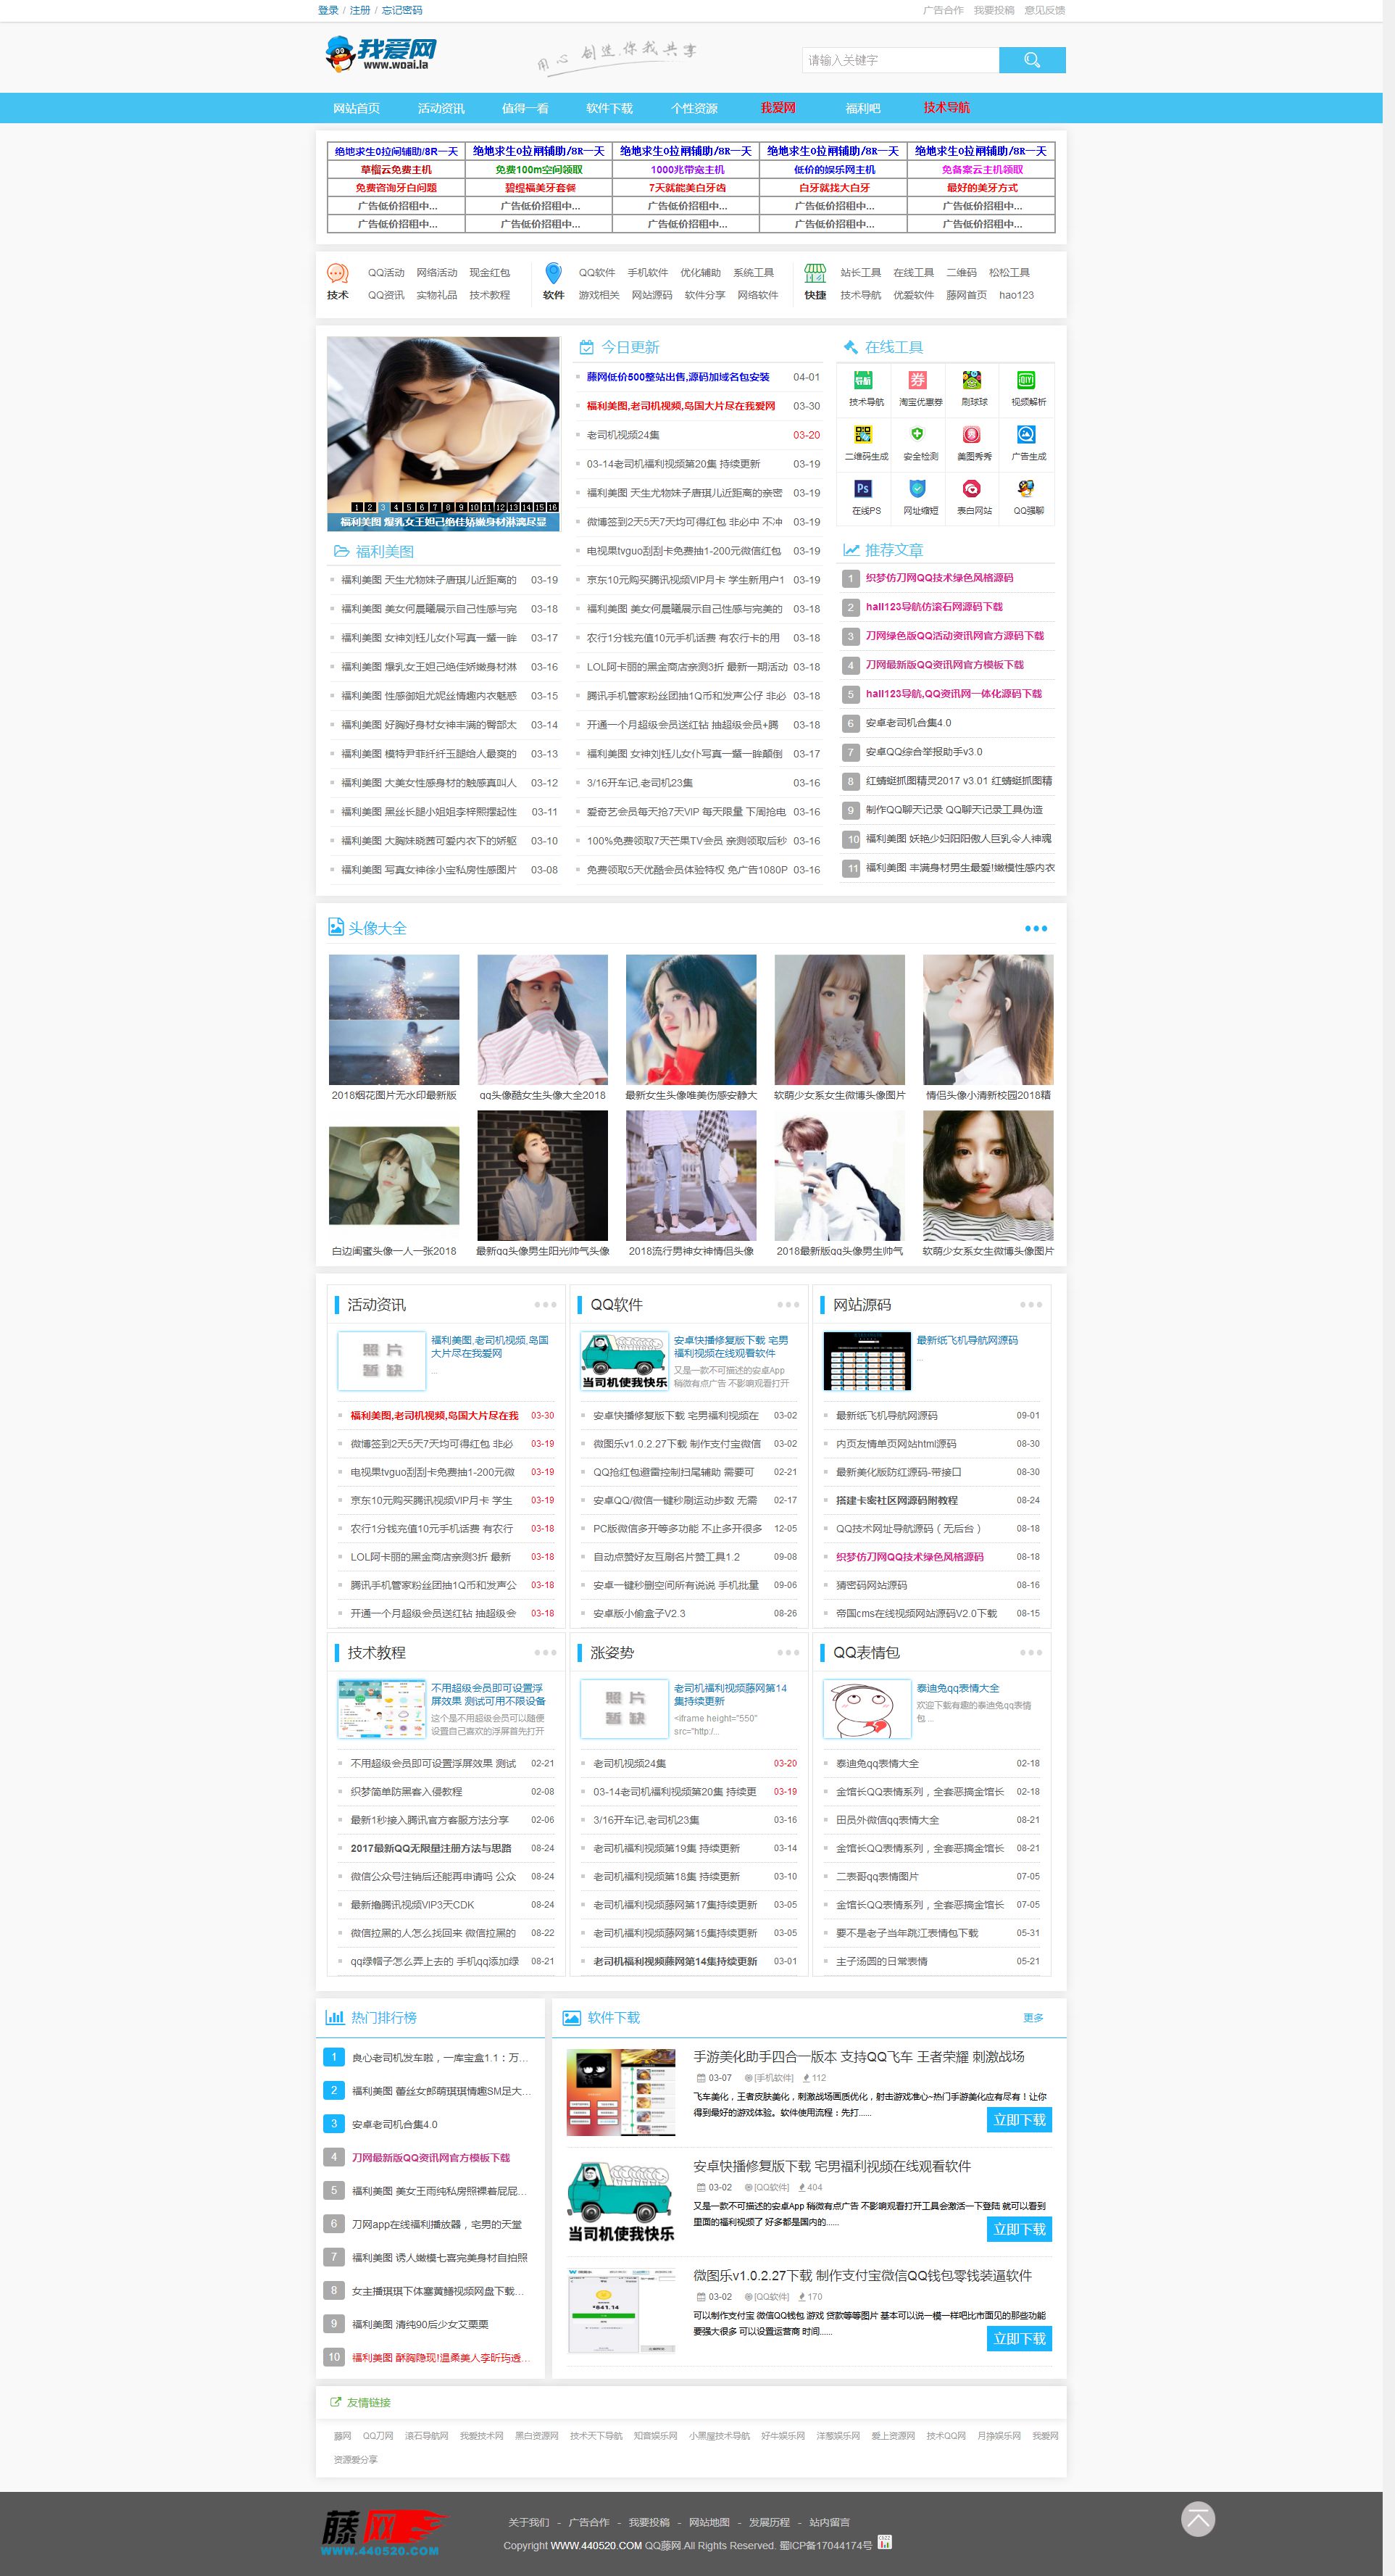 登录 / 注册 / 忘记密码
广告合作 我要投稿 意见反馈
我爱网
www.woai.la
用心 创造,你我共享
请输入关键字
网站首页 活动资讯 值得一看 软件下载 个性资源 我爱网 福利吧 技术导航
绝地求生0拉闸辅助/8R一天 绝地求生0拉闸辅助/8R一天 绝地求生0拉闸辅助/8R一天 绝地求生0拉闸辅助/8R一天 绝地求生0拉闸辅助/8R一天
草榴云免费主机 免费100m空间领取 1000兆带宽主机 低价的娱乐网主机 免备案云主机领取
免费咨询牙白问题 碧缇福美牙套餐 7天就能美白牙齿 白牙就找大白牙 最好的美牙方式
广告低价招租中... 广告低价招租中... 广告低价招租中... 广告低价招租中... 广告低价招租中...
广告低价招租中... 广告低价招租中... 广告低价招租中... 广告低价招租中... 广告低价招租中...
技术
QQ活动 网络活动 现金红包
QQ资讯 实物礼品 技术教程
软件
QQ软件 手机软件 优化辅助 系统工具
游戏相关 网站源码 软件分享 网络软件
快捷
站长工具 在线工具 二维码 松松工具
技术导航 优爱软件 藤网首页 hao123
1 2 3 4 5 6 7 8 9 10 11 12 13 14 15 16
福利美图 爆乳女王妲己绝佳娇嫩身材淋漓尽显
福利美图
福利美图 天生尤物妹子唐琪儿近距离的 03-19
福利美图 美女何晨曦展示自己性感与完 03-18
福利美图 女神刘钰儿女仆写真一颦一眸 03-17
福利美图 爆乳女王妲己绝佳娇嫩身材淋 03-16
福利美图 性感御姐尤妮丝情趣内衣魅惑 03-15
福利美图 好胸好身材女神丰满的臀部太 03-14
福利美图 模特尹菲纤纤玉腿给人最爽的 03-13
福利美图 大美女性感身材的触感真叫人 03-12
福利美图 黑丝长腿小姐姐李梓熙摆起性 03-11
福利美图 大胸妹晓茜可爱内衣下的娇躯 03-10
福利美图 写真女神徐小宝私房性感图片 03-08
今日更新
藤网低价500整站出售,源码加域名包安装 04-01
福利美图,老司机视频,岛国大片尽在我爱网 03-30
老司机视频24集 03-20
03-14老司机福利视频第20集 持续更新 03-19
福利美图 天生尤物妹子唐琪儿近距离的亲密 03-19
微博签到2天5天7天均可得红包 非必中 不冲 03-19
电视果tvguo刮刮卡免费抽1-200元微信红包 03-19
京东10元购买腾讯视频VIP月卡 学生新用户1 03-19
福利美图 美女何晨曦展示自己性感与完美的 03-18
农行1分钱充值10元手机话费 有农行卡的用 03-18
LOL阿卡丽的黑金商店亲测3折 最新一期活动 03-18
腾讯手机管家粉丝团抽1Q币和发声公仔 非必 03-18
开通一个月超级会员送红钻 抽超级会员+腾 03-18
福利美图 女神刘钰儿女仆写真一颦一眸颠倒 03-17
3/16开车记,老司机23集 03-16
爱奇艺会员每天抢7天VIP 每天限量 下周抢电 03-16
100%免费领取7天芒果TV会员 亲测领取后秒 03-16
免费领取5天优酷会员体验特权 免广告1080P 03-16
在线工具
技术导航 淘宝优惠券 刷球球 视频解析
二维码生成 安全检测 美图秀秀 广告生成
在线PS 网址缩短 表白网站 QQ强聊
推荐文章
1 织梦仿刀网QQ技术绿色风格源码
2 hall123导航仿滚石网源码下载
3 刀网绿色版QQ活动资讯网官方源码下载
4 刀网最新版QQ资讯网官方模板下载
5 hall123导航,QQ资讯网一体化源码下载
6 安卓老司机合集4.0
7 安卓QQ综合举报助手v3.0
8 红蜻蜓抓图精灵2017 v3.01 红蜻蜓抓图精
9 制作QQ聊天记录 QQ聊天记录工具伪造
10 福利美图 妖艳少妇阳阳傲人巨乳令人神魂
11 福利美图 丰满身材男生最爱!嫩模性感内衣
头像大全
2018烟花图片无水印最新版 qq头像酷女生头像大全2018 最新女生头像唯美伤感安静大 软萌少女系女生微博头像图片 情侣头像小清新校园2018精
白边闺蜜头像一人一张2018 最新qq头像男生阳光帅气头像 2018流行男神女神情侣头像 2018最新版qq头像男生帅气 软萌少女系女生微博头像图片
活动资讯
照片
暂缺
福利美图,老司机视频,岛国
大片尽在我爱网
...
福利美图,老司机视频,岛国大片尽在我 03-30
微博签到2天5天7天均可得红包 非必 03-19
电视果tvguo刮刮卡免费抽1-200元微 03-19
京东10元购买腾讯视频VIP月卡 学生 03-19
农行1分钱充值10元手机话费 有农行 03-18
LOL阿卡丽的黑金商店亲测3折 最新 03-18
腾讯手机管家粉丝团抽1Q币和发声公 03-18
开通一个月超级会员送红钻 抽超级会 03-18
QQ软件
当司机使我快乐
安卓快播修复版下载 宅男
福利视频在线观看软件
又是一款不可描述的安卓App
稍微有点广告 不影响观看打开
安卓快播修复版下载 宅男福利视频在 03-02
微图乐v1.0.2.27下载 制作支付宝微信 03-02
QQ抢红包避雷控制扫尾辅助 需要可 02-21
安卓QQ/微信一键秒刷运动步数 无需 02-17
PC版微信多开等多功能 不止多开很多 12-05
自动点赞好友互刷名片赞工具1.2 09-08
安卓一键秒删空间所有说说 手机批量 09-06
安卓版小偷盒子V2.3 08-26
网站源码
最新纸飞机导航网源码
...
最新纸飞机导航网源码 09-01
内页友情单页网站html源码 08-30
最新美化版防红源码-带接口 08-30
搭建卡密社区网源码附教程 08-24
QQ技术网址导航源码（无后台） 08-18
织梦仿刀网QQ技术绿色风格源码 08-18
猜密码网站源码 08-16
帝国cms在线视频网站源码V2.0下载 08-15
技术教程
不用超级会员即可设置浮
屏效果 测试可用不限设备
这个是不用超级会员可以随便
设置自己喜欢的浮屏首先打开
不用超级会员即可设置浮屏效果 测试 02-21
织梦简单防黑客入侵教程 02-08
最新1秒接入腾讯官方客服方法分享 02-06
2017最新QQ无限量注册方法与思路 08-24
微信公众号注销后还能再申请吗 公众 08-24
最新撸腾讯视频VIP3天CDK 08-24
微信拉黑的人怎么找回来 微信拉黑的 08-22
qq绿帽子怎么弄上去的 手机qq添加绿 08-21
涨姿势
照片
暂缺
老司机福利视频藤网第14
集持续更新
<iframe height="550"
src="http:/...
老司机视频24集 03-20
03-14老司机福利视频第20集 持续更 03-19
3/16开车记,老司机23集 03-16
老司机福利视频第19集 持续更新 03-14
老司机福利视频第18集 持续更新 03-10
老司机福利视频藤网第17集持续更新 03-05
老司机福利视频藤网第15集持续更新 03-05
老司机福利视频藤网第14集持续更新 03-01
QQ表情包
泰迪兔qq表情大全
欢迎下载有趣的泰迪兔qq表情
包 ...
泰迪兔qq表情大全 02-18
金馆长QQ表情系列，全套恶搞金馆长 02-18
田员外微信qq表情大全 08-21
金馆长QQ表情系列，全套恶搞金馆长 08-21
二表哥qq表情图片 07-05
金馆长QQ表情系列，全套恶搞金馆长 07-05
要不是老子当年跳江表情包下载 05-31
主子汤圆的日常表情 05-21
热门排行榜
1 良心老司机发车啦，一库宝盒1.1：万...
2 福利美图 蕾丝女郎萌琪琪情趣SM足大...
3 安卓老司机合集4.0
4 刀网最新版QQ资讯网官方模板下载
5 福利美图 美女王雨纯私房照裸着屁屁...
6 刀网app在线福利播放器，宅男的天堂
7 福利美图 诱人嫩模七喜完美身材自拍照
8 女主播琪琪下体塞黄鳝视频网盘下载...
9 福利美图 清纯90后少女艾栗栗
10 福利美图 酥胸隐现!温柔美人李昕玙透...
软件下载 更多
手游美化助手四合一版本 支持QQ飞车 王者荣耀 刺激战场
03-07 [手机软件] 112
飞车美化，王者皮肤美化，刺激战场画质优化，射击游戏准心~热门手游美化应有尽有！让你
得到最好的游戏体验。软件使用流程：先打......
立即下载
当司机使我快乐
安卓快播修复版下载 宅男福利视频在线观看软件
03-02 [QQ软件] 404
又是一款不可描述的安卓App 稍微有点广告 不影响观看打开工具会激活一下登陆 就可以看到
里面的福利视频了 好多都是国内的......
立即下载
微图乐v1.0.2.27下载 制作支付宝微信QQ钱包零钱装逼软件
03-02 [QQ软件] 170
可以制作支付宝 微信QQ钱包 游戏 贷款等等图片 基本可以说一模一样吧比市面见的那些功能
要强大很多 可以设置运营商 时间......
立即下载
友情链接
藤网 QQ刀网 滚石导航网 我爱技术网 黑白资源网 技术天下导航 知音娱乐网 小黑屋技术导航 好牛娱乐网 洋葱娱乐网 爱上资源网 技术QQ网 月挣娱乐网 我爱网
资源爱分享
藤网
WWW.440520.COM
关于我们 - 广告合作 - 我要投稿 - 网站地图 - 发展历程 - 站内留言
Copyright WWW.440520.COM QQ藤网.All Rights Reserved. 蜀ICP备17044174号